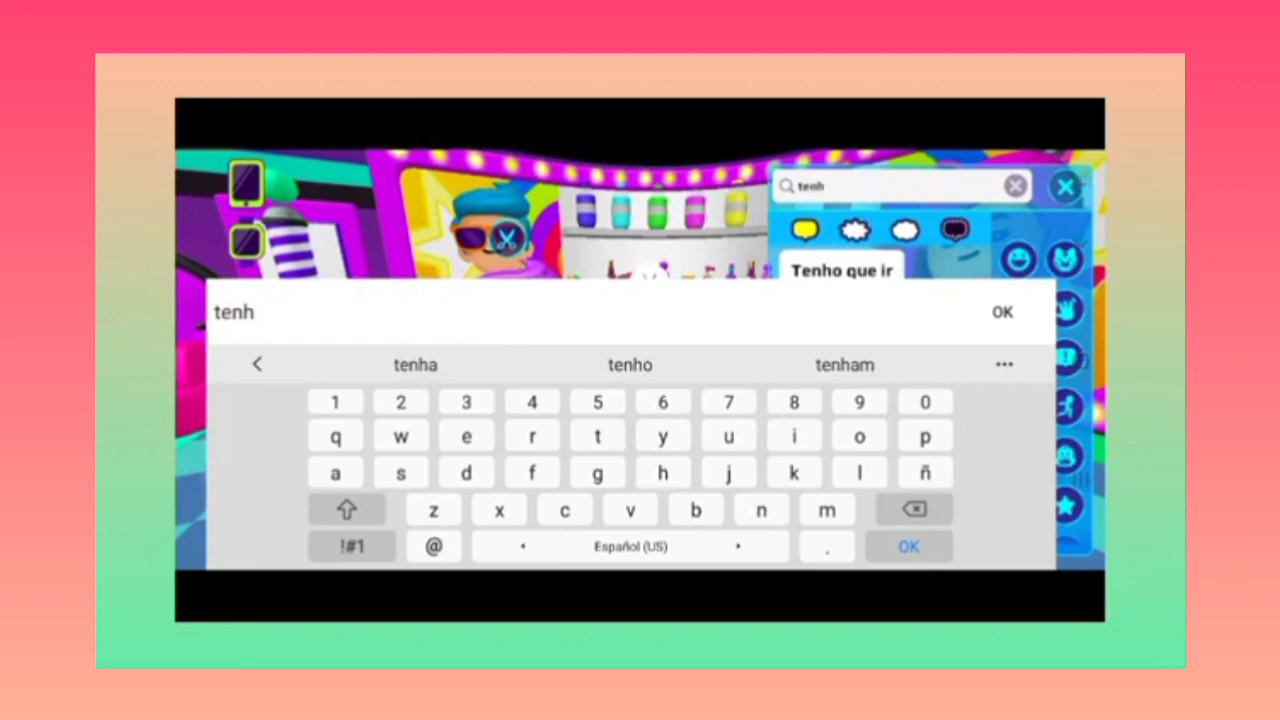 tenh
Tenho que ir
tenh OK
tenha tenho tenham ...
1 2 3 4 5 6 7 8 9 0
q w e r t y u i o p
a s d f g h j k l ñ
z x c v b n m
!#1 @ Español (US) . OK